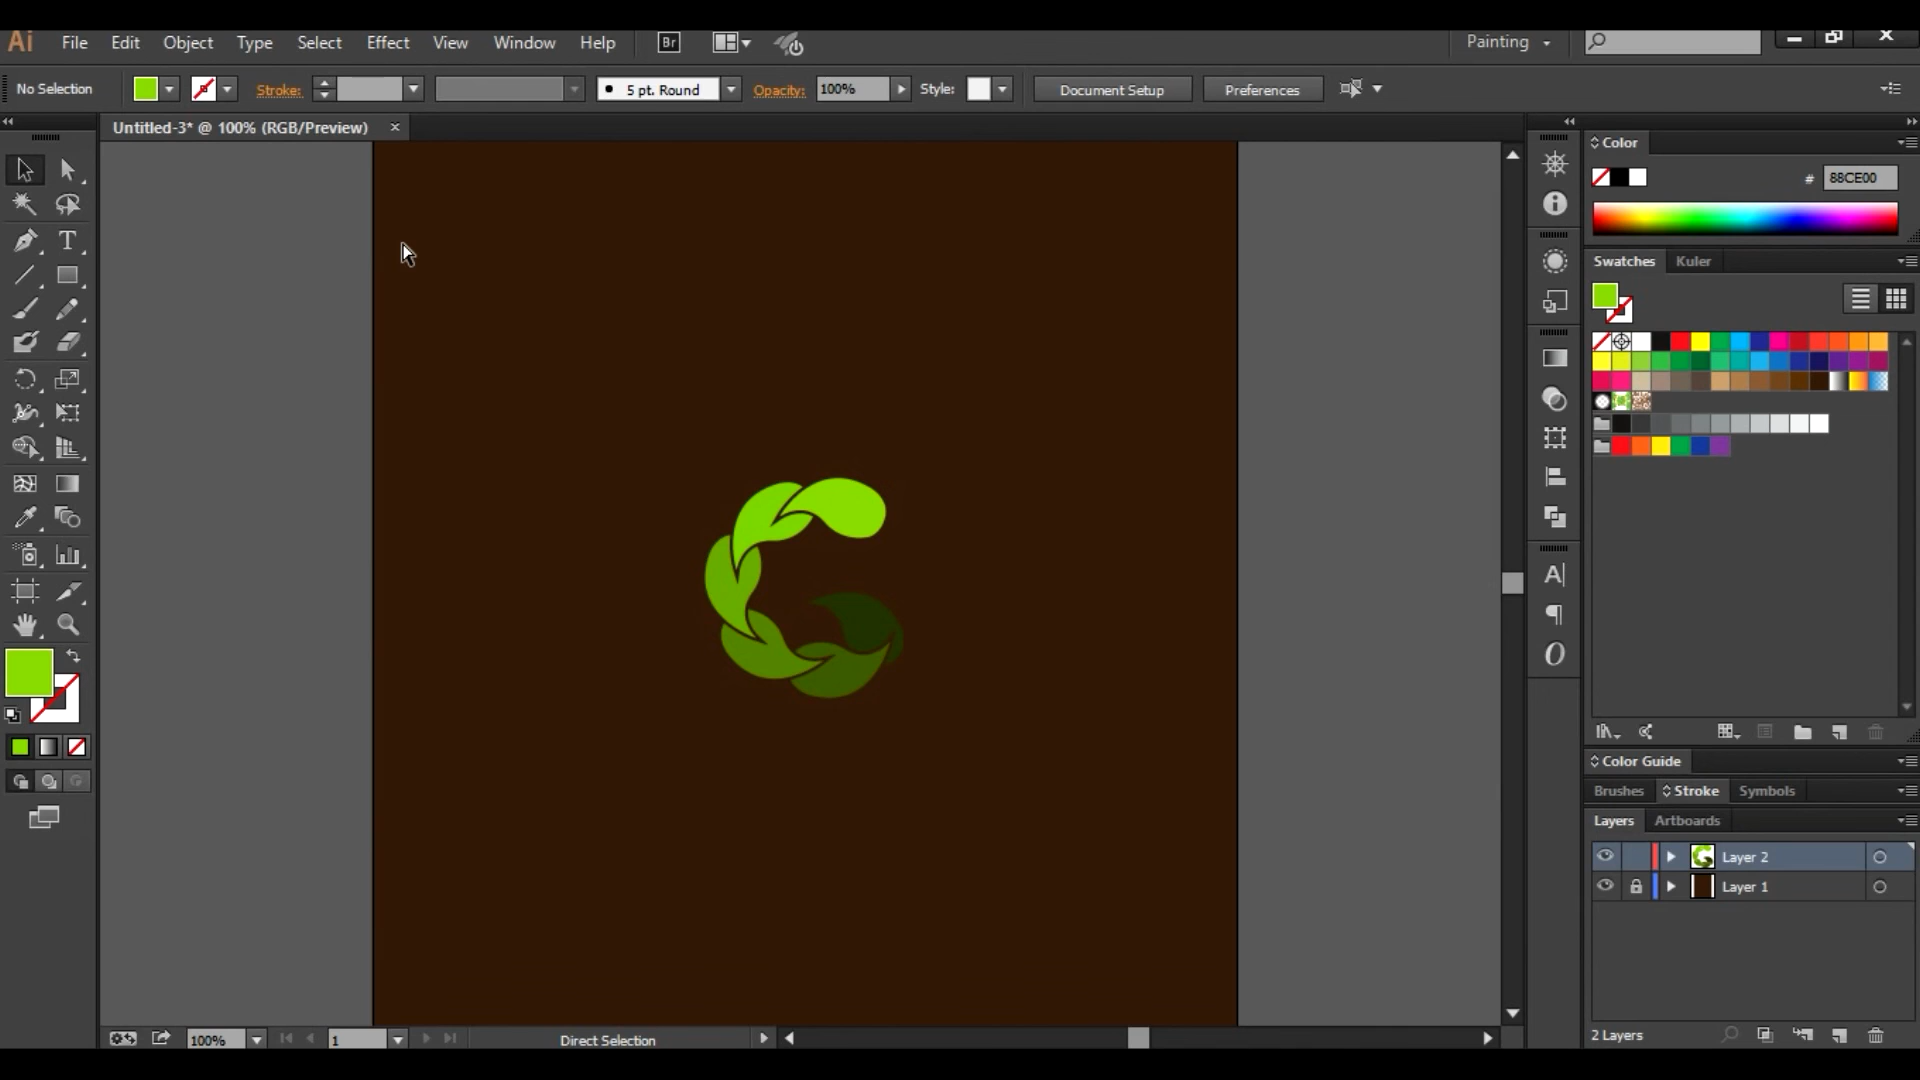 Ai File Edit Object Type Select Effect View Window Help Br Painting
No Selection Stroke: 5 pt. Round Opacity: 100% Style: Document Setup Preferences
Untitled-3* @ 100% (RGB/Preview) ×
Color
# 88CE00
Swatches Kuler
Color Guide
Brushes Stroke Symbols
Layers Artboards
Layer 2
Layer 1
2 Layers
100% 1 Direct Selection